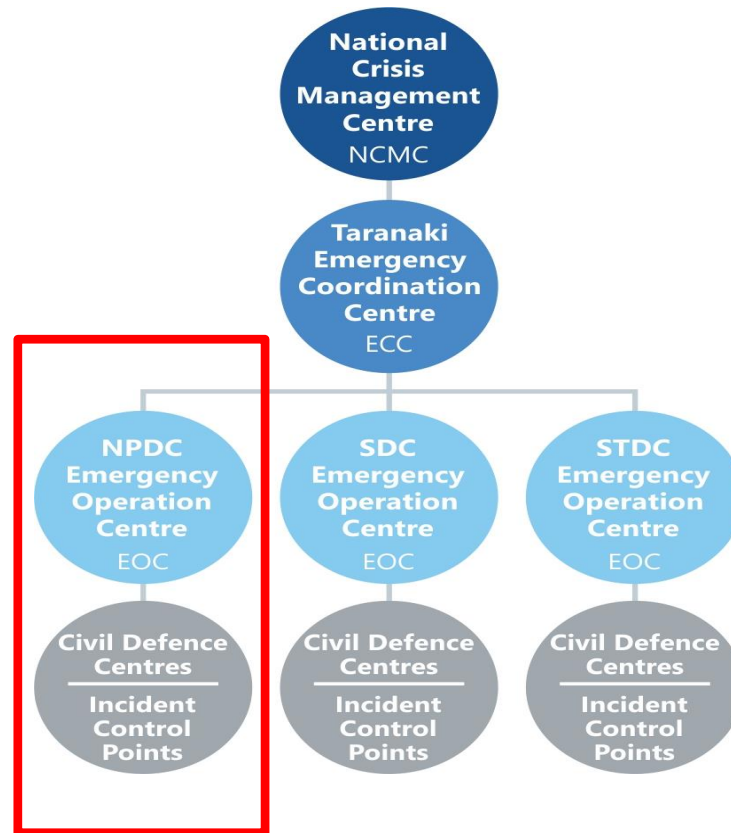 National
Crisis
Management
Centre
NCMC
Taranaki
Emergency
Coordination
Centre
ECC
NPDC
Emergency
Operation
Centre
EOC
SDC
Emergency
Operation
Centre
EOC
STDC
Emergency
Operation
Centre
EOC
Civil Defence
Centres
Incident
Control
Points
Civil Defence
Centres
Incident
Control
Points
Civil Defence
Centres
Incident
Control
Points